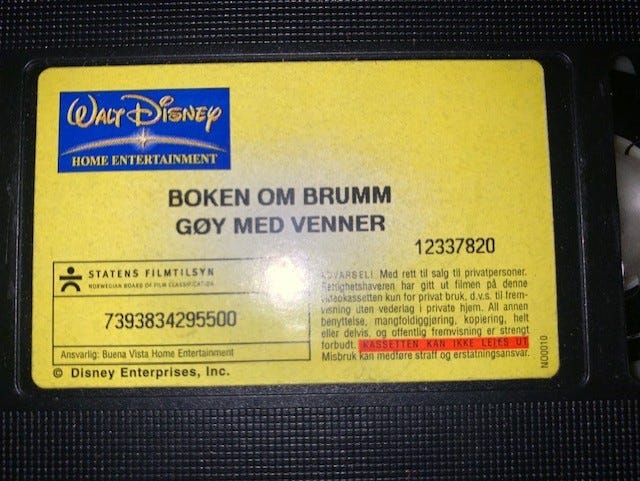 WALT DISNEY
HOME ENTERTAINMENT
BOKEN OM BRUMM
GØY MED VENNER
12337820
STATENS FILMTILSYN
NORWEGIAN BOARD OF FILM CLASSIFICATION
7393834295500
Ansvarlig: Buena Vista Home Entertainment
© Disney Enterprises, Inc.
ADVARSEL! Med rett til salg til privatpersoner.
Rettighetshaveren har gitt ut filmen på denne
videokassetten kun for privat bruk, d.v.s. til frem-
visning uten vederlag i private hjem. All annen
benyttelse, mangfoldiggjøring, kopiering, helt
eller delvis, og offentlig fremvisning er strengt
forbudt. KASSETTEN KAN IKKE LEIES UT
Misbruk kan medføre straff og erstatningsansvar.
NO0010